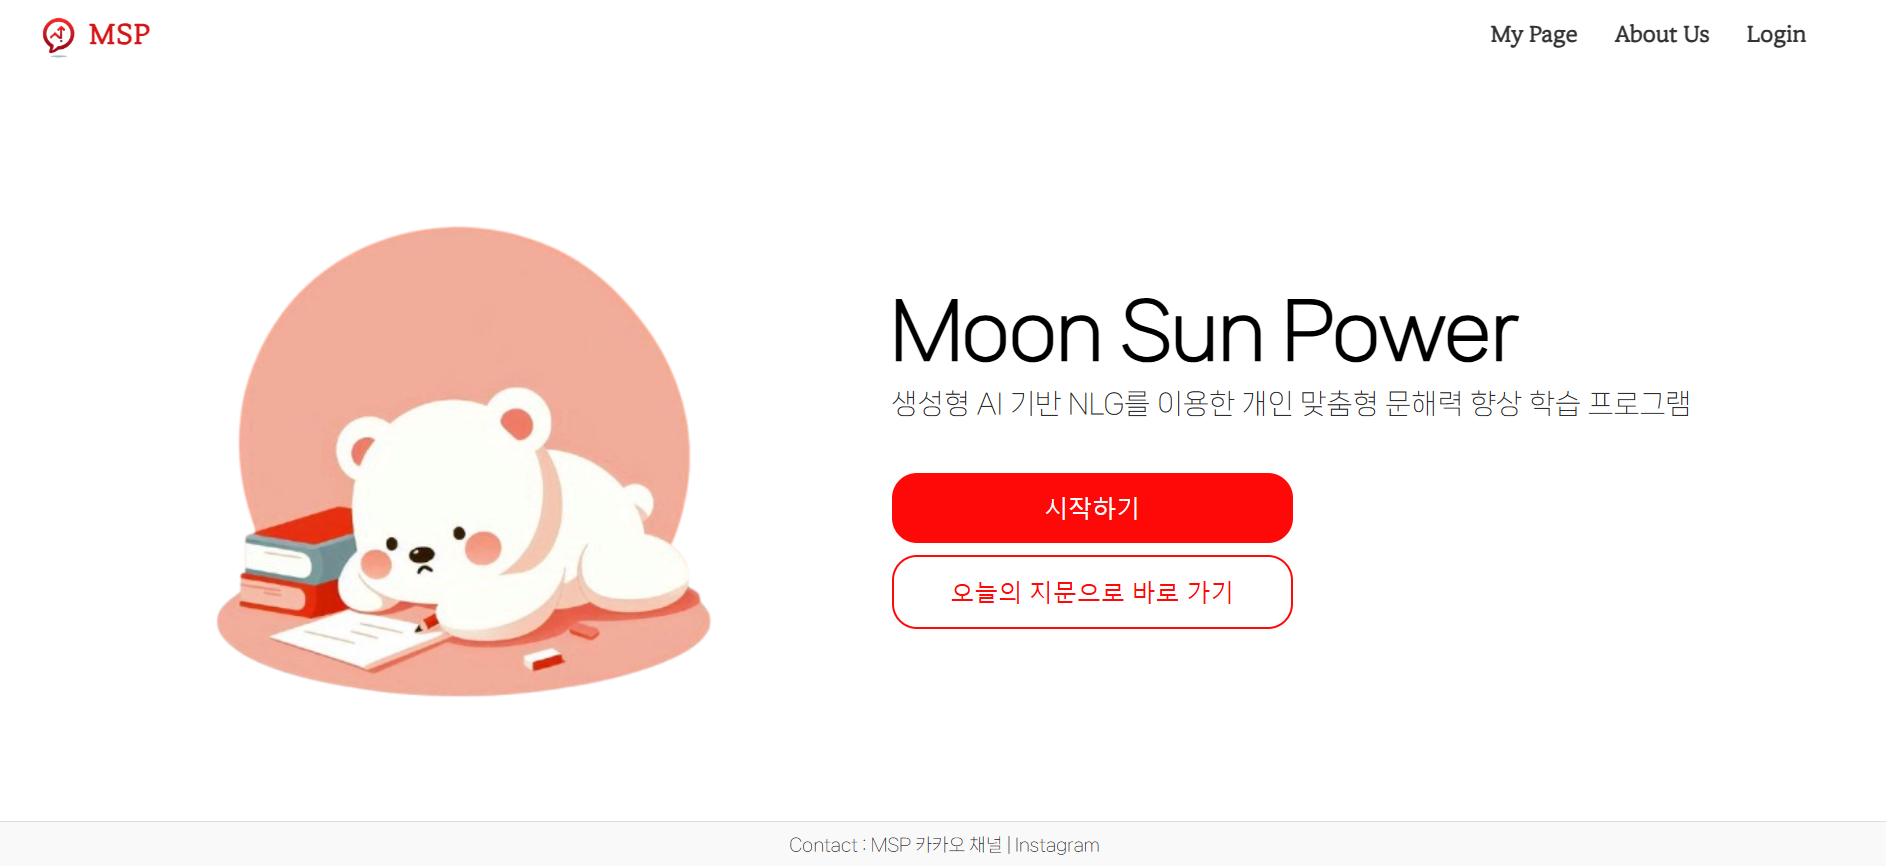 MSP
My Page
About Us
Login
Moon Sun Power
생성형 AI 기반 NLG를 이용한 개인 맞춤형 문해력 향상 학습 프로그램
시작하기
오늘의 지문으로 바로 가기
Contact : MSP 카카오 채널 | Instagram